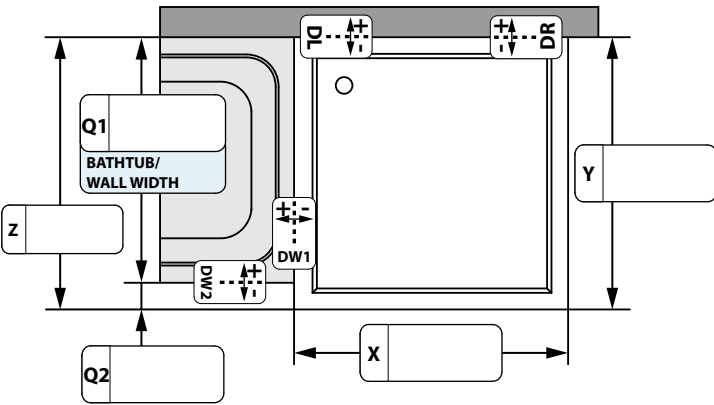 DL + -
+ - DR
Q1
BATHTUB/
WALL WIDTH
Y
Z
+ -
DW1
DW2 + -
X
Q2